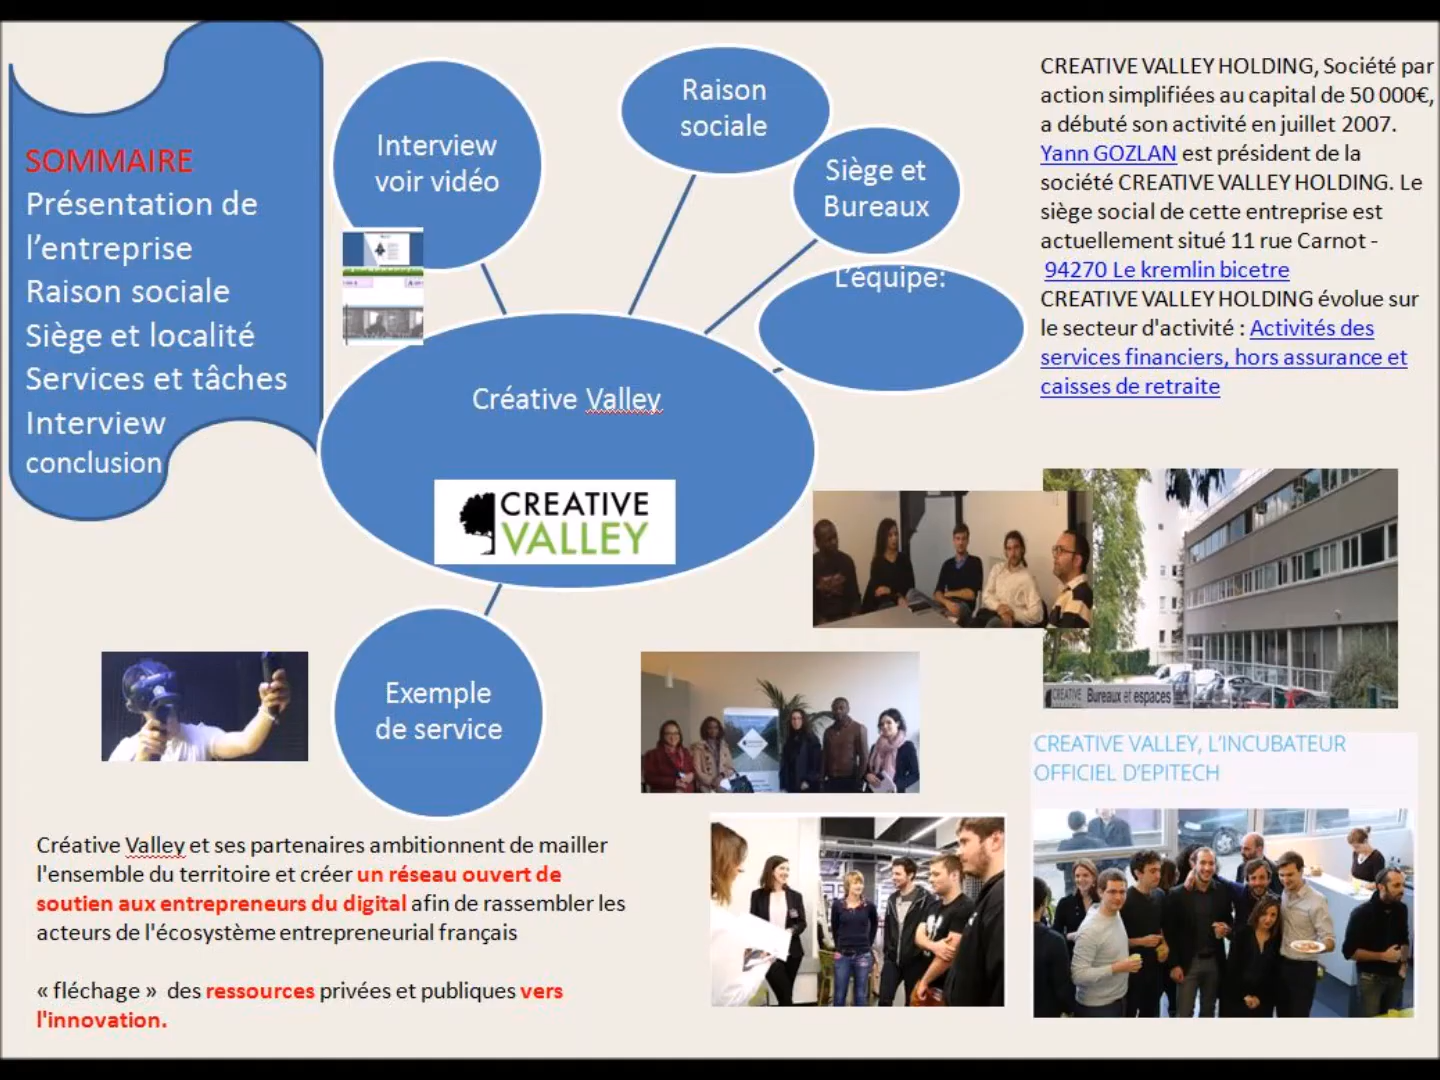 SOMMAIRE
Présentation de
l’entreprise
Raison sociale
Siège et localité
Services et tâches
Interview
conclusion
Interview
voir vidéo
Raison
sociale
Siège et
Bureaux
L’équipe:
Créative Valley
CREATIVE
VALLEY
Exemple
de service
CREATIVE VALLEY HOLDING, Société par
action simplifiées au capital de 50 000€,
a débuté son activité en juillet 2007.
Yann GOZLAN est président de la
société CREATIVE VALLEY HOLDING. Le
siège social de cette entreprise est
actuellement situé 11 rue Carnot -
94270 Le kremlin bicetre
CREATIVE VALLEY HOLDING évolue sur
le secteur d'activité : Activités des
services financiers, hors assurance et
caisses de retraite
CREATIVE Bureaux et espaces
CREATIVE VALLEY, L’INCUBATEUR
OFFICIEL D’EPITECH
Créative Valley et ses partenaires ambitionnent de mailler
l'ensemble du territoire et créer un réseau ouvert de
soutien aux entrepreneurs du digital afin de rassembler les
acteurs de l'écosystème entrepreneurial français
« fléchage » des ressources privées et publiques vers
l'innovation.